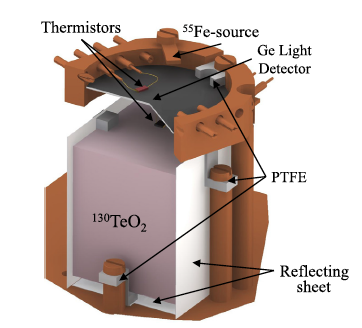 Thermistors
⁵⁵Fe-source
Ge Light
Detector
PTFE
¹³⁰TeO₂
Reflecting
sheet